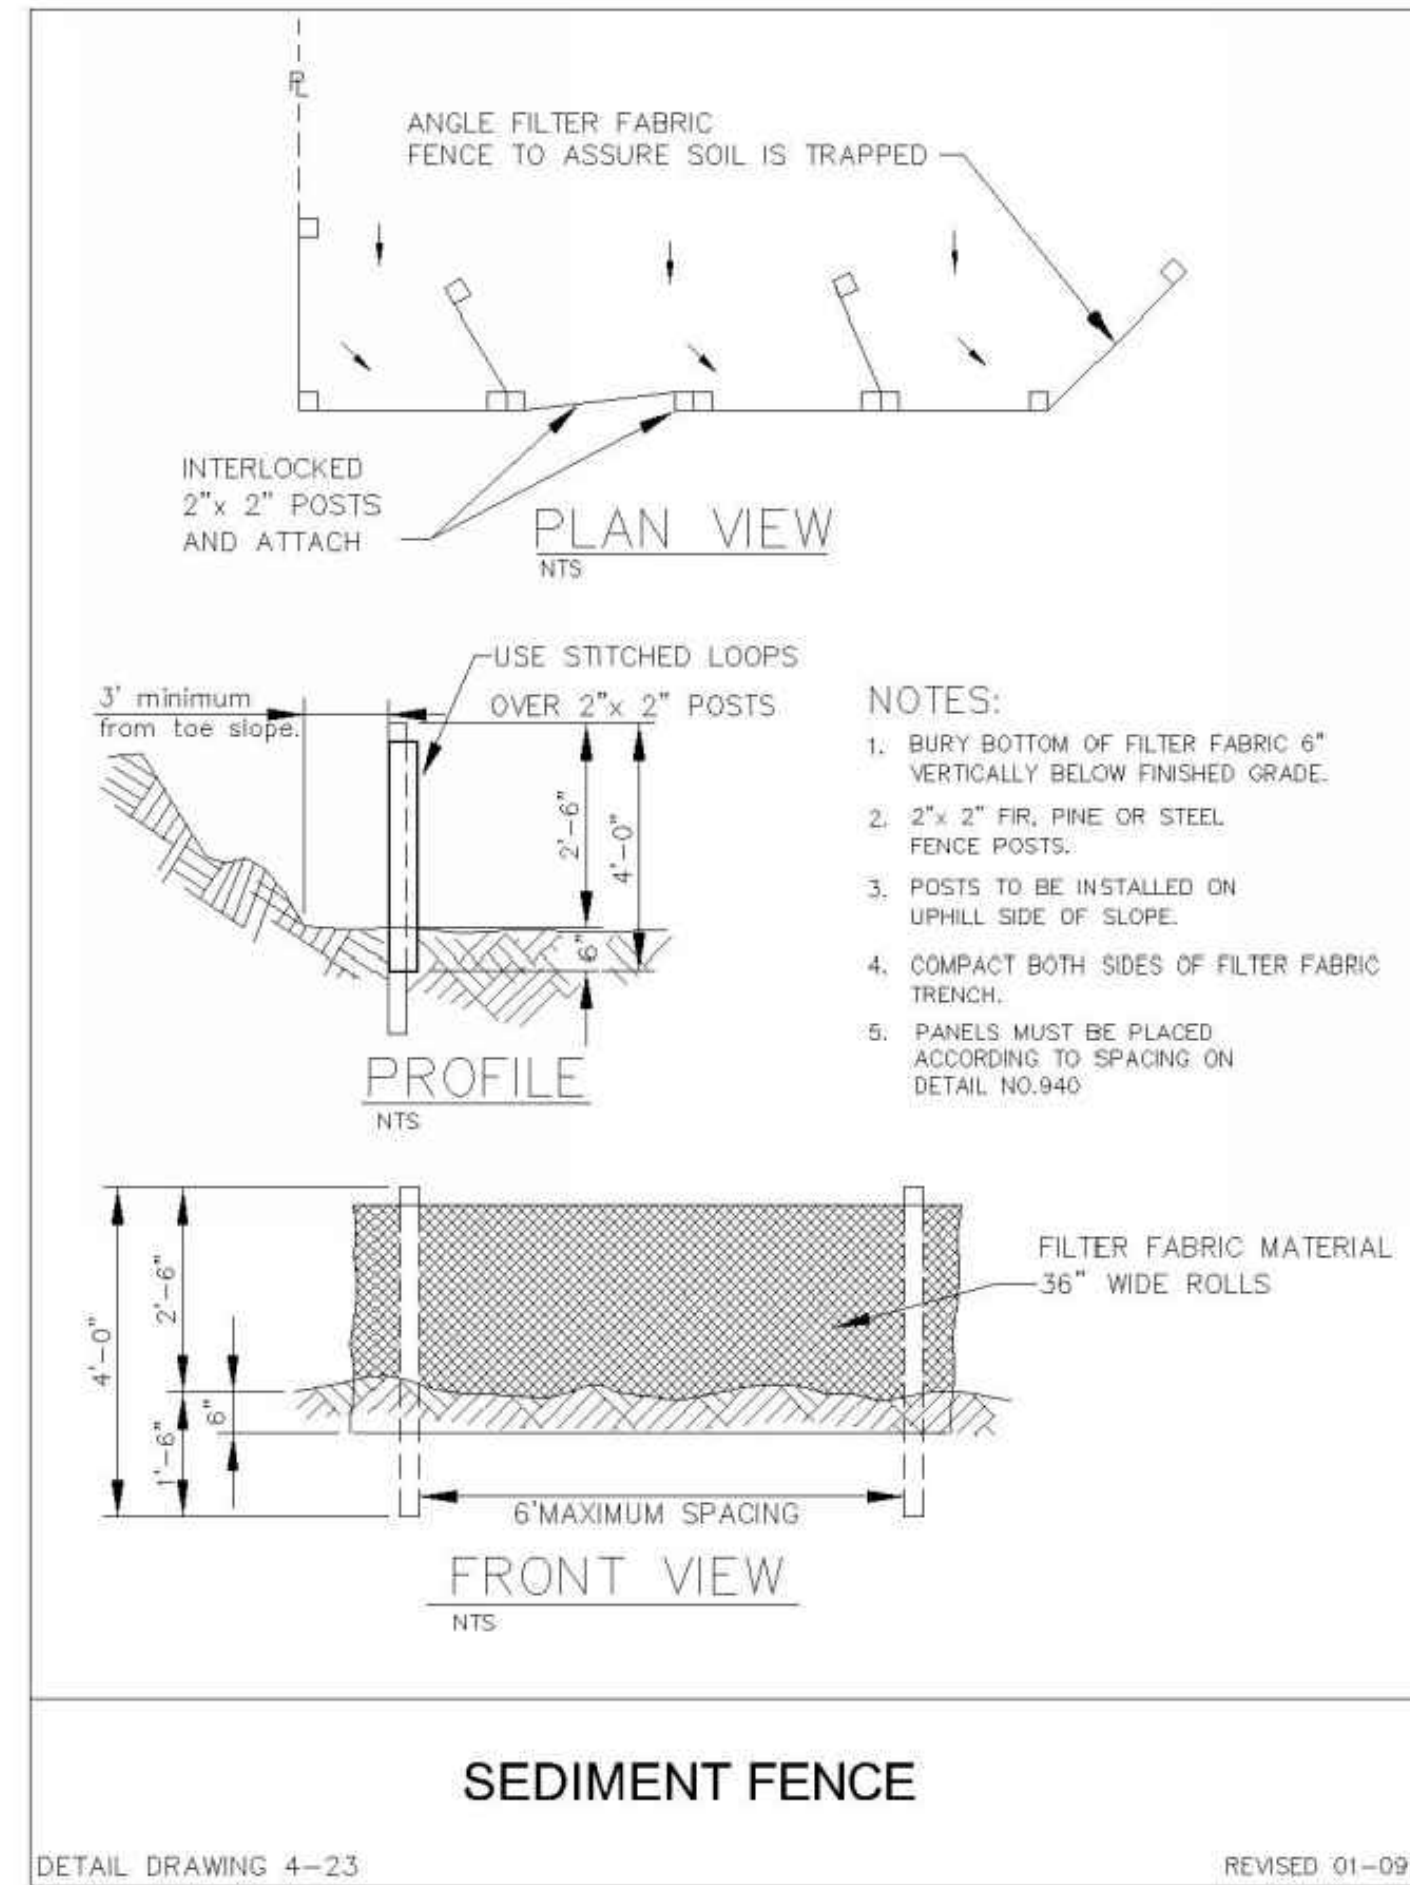 PL
ANGLE FILTER FABRIC
FENCE TO ASSURE SOIL IS TRAPPED
INTERLOCKED
2"x 2" POSTS
AND ATTACH
PLAN VIEW
NTS
USE STITCHED LOOPS
OVER 2"x 2" POSTS
3' minimum
from toe slope.
2'-6"
4'-0"
6"
PROFILE
NTS
NOTES:
1. BURY BOTTOM OF FILTER FABRIC 6"
VERTICALLY BELOW FINISHED GRADE.
2. 2"x 2" FIR, PINE OR STEEL
FENCE POSTS.
3. POSTS TO BE INSTALLED ON
UPHILL SIDE OF SLOPE.
4. COMPACT BOTH SIDES OF FILTER FABRIC
TRENCH.
5. PANELS MUST BE PLACED
ACCORDING TO SPACING ON
DETAIL NO.940
4'-0"
2'-6"
1'-6"
6"
FILTER FABRIC MATERIAL
36" WIDE ROLLS
6'MAXIMUM SPACING
FRONT VIEW
NTS
SEDIMENT FENCE
DETAIL DRAWING 4-23
REVISED 01-09